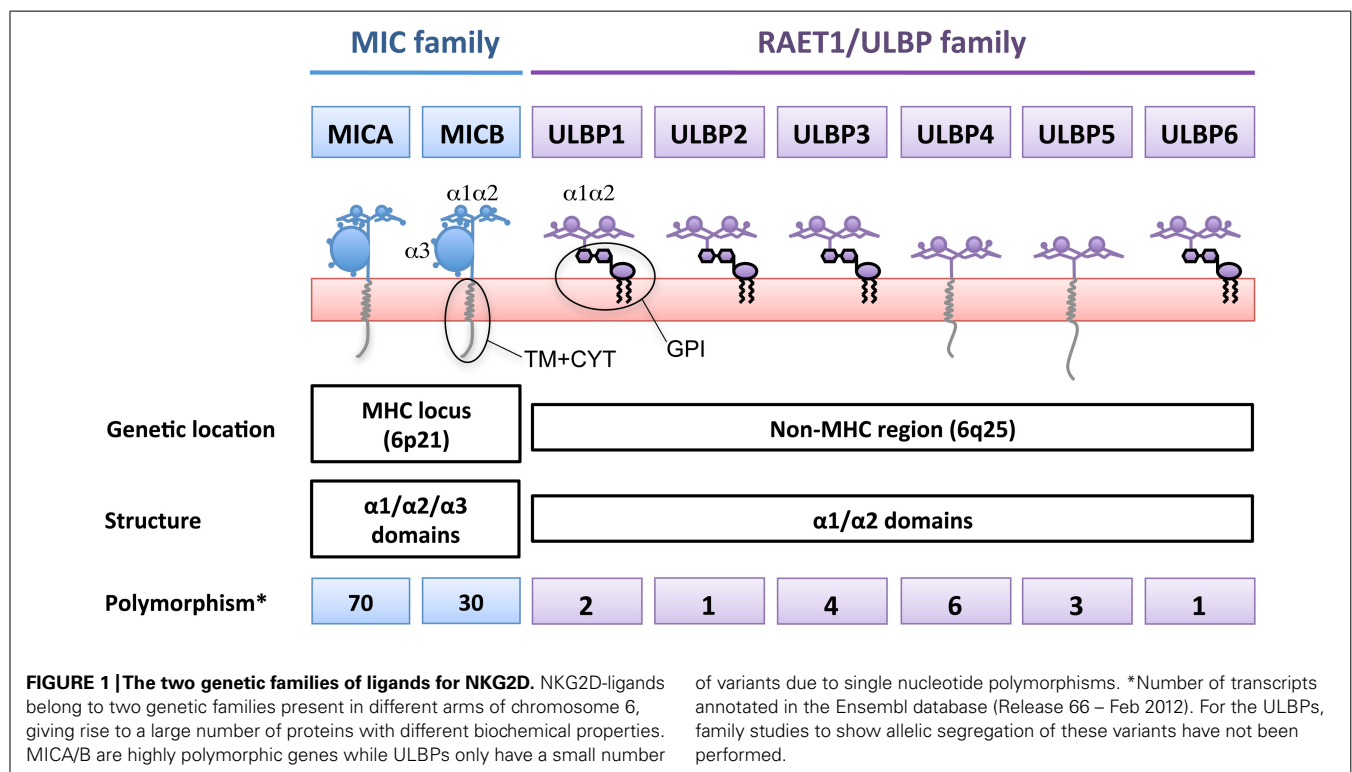 MIC family
RAET1/ULBP family
MICA MICB ULBP1 ULBP2 ULBP3 ULBP4 ULBP5 ULBP6
α1α2 α1α2
α3
TM+CYT
GPI
Genetic location
MHC locus
(6p21)
Non-MHC region (6q25)
Structure
α1/α2/α3
domains
α1/α2 domains
Polymorphism* 70 30 2 1 4 6 3 1
FIGURE 1 | The two genetic families of ligands for NKG2D. NKG2D-ligands
belong to two genetic families present in different arms of chromosome 6,
giving rise to a large number of proteins with different biochemical properties.
MICA/B are highly polymorphic genes while ULBPs only have a small number
of variants due to single nucleotide polymorphisms. *Number of transcripts
annotated in the Ensembl database (Release 66 – Feb 2012). For the ULBPs,
family studies to show allelic segregation of these variants have not been
performed.